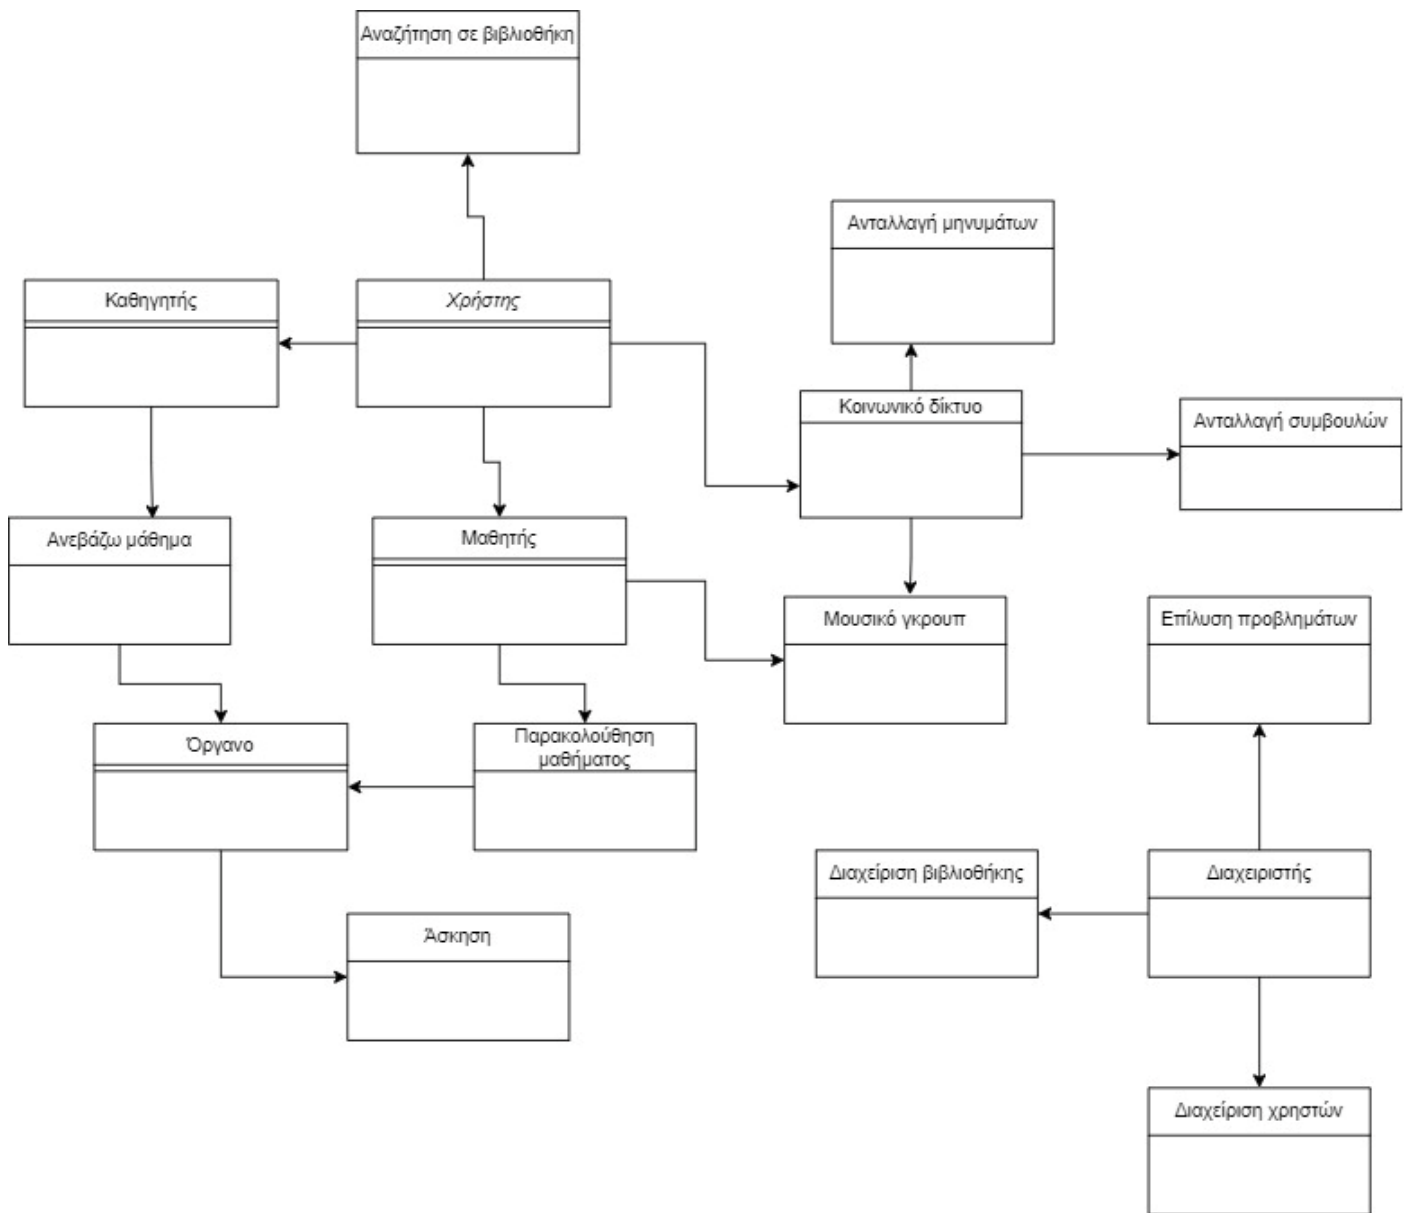 Αναζήτηση σε βιβλιοθήκη
Ανταλλαγή μηνυμάτων
Καθηγητής
Χρήστης
Κοινωνικό δίκτυο
Ανταλλαγή συμβουλών
Ανεβάζω μάθημα
Μαθητής
Μουσικό γκρουπ
Επίλυση προβλημάτων
Όργανο
Παρακολούθηση
μαθήματος
Διαχείριση βιβλιοθήκης
Διαχειριστής
Άσκηση
Διαχείριση χρηστών